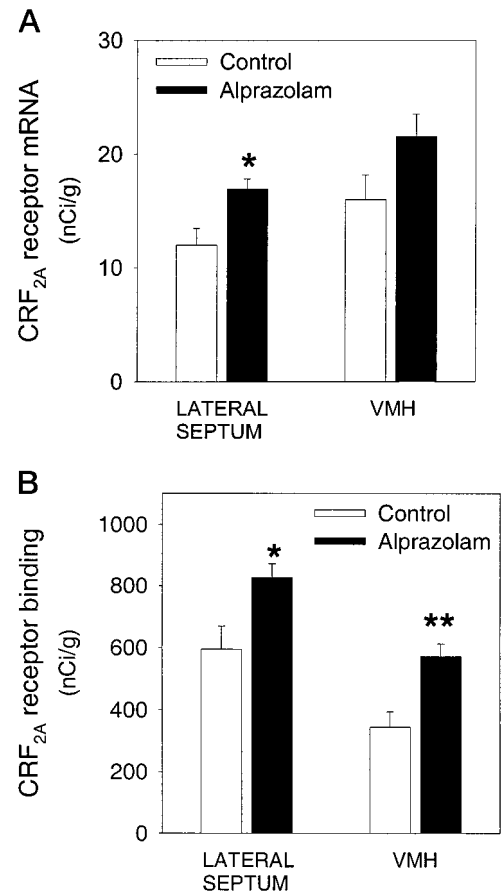 A
CRF2A receptor mRNA
(nCi/g)
30
20
10
0
Control
Alprazolam
*
LATERAL
SEPTUM
VMH
B
CRF2A receptor binding
(nCi/g)
1000
800
600
400
200
0
Control
Alprazolam
*
**
LATERAL
SEPTUM
VMH